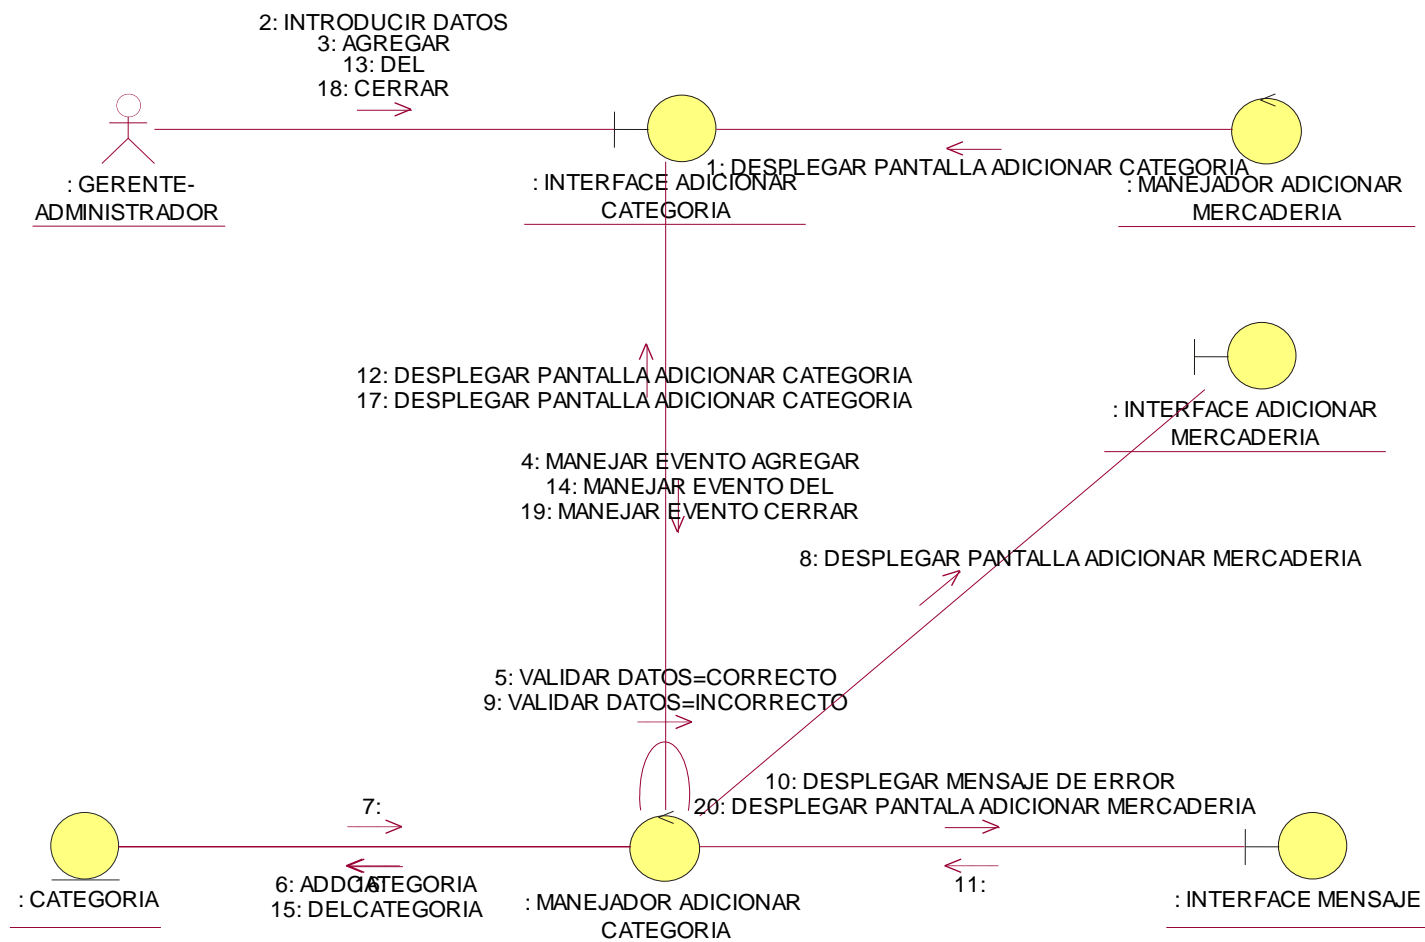 2: INTRODUCIR DATOS
3: AGREGAR
13: DEL
18: CERRAR
1: DESPLEGAR PANTALLA ADICIONAR CATEGORIA
: GERENTE-
ADMINISTRADOR
: INTERFACE ADICIONAR
CATEGORIA
: MANEJADOR ADICIONAR
MERCADERIA
12: DESPLEGAR PANTALLA ADICIONAR CATEGORIA
17: DESPLEGAR PANTALLA ADICIONAR CATEGORIA
: INTERFACE ADICIONAR
MERCADERIA
4: MANEJAR EVENTO AGREGAR
14: MANEJAR EVENTO DEL
19: MANEJAR EVENTO CERRAR
8: DESPLEGAR PANTALLA ADICIONAR MERCADERIA
5: VALIDAR DATOS=CORRECTO
9: VALIDAR DATOS=INCORRECTO
10: DESPLEGAR MENSAJE DE ERROR
20: DESPLEGAR PANTALA ADICIONAR MERCADERIA
7:
6: ADDCATEGORIA
16:
15: DELCATEGORIA
11:
: CATEGORIA
: MANEJADOR ADICIONAR
CATEGORIA
: INTERFACE MENSAJE